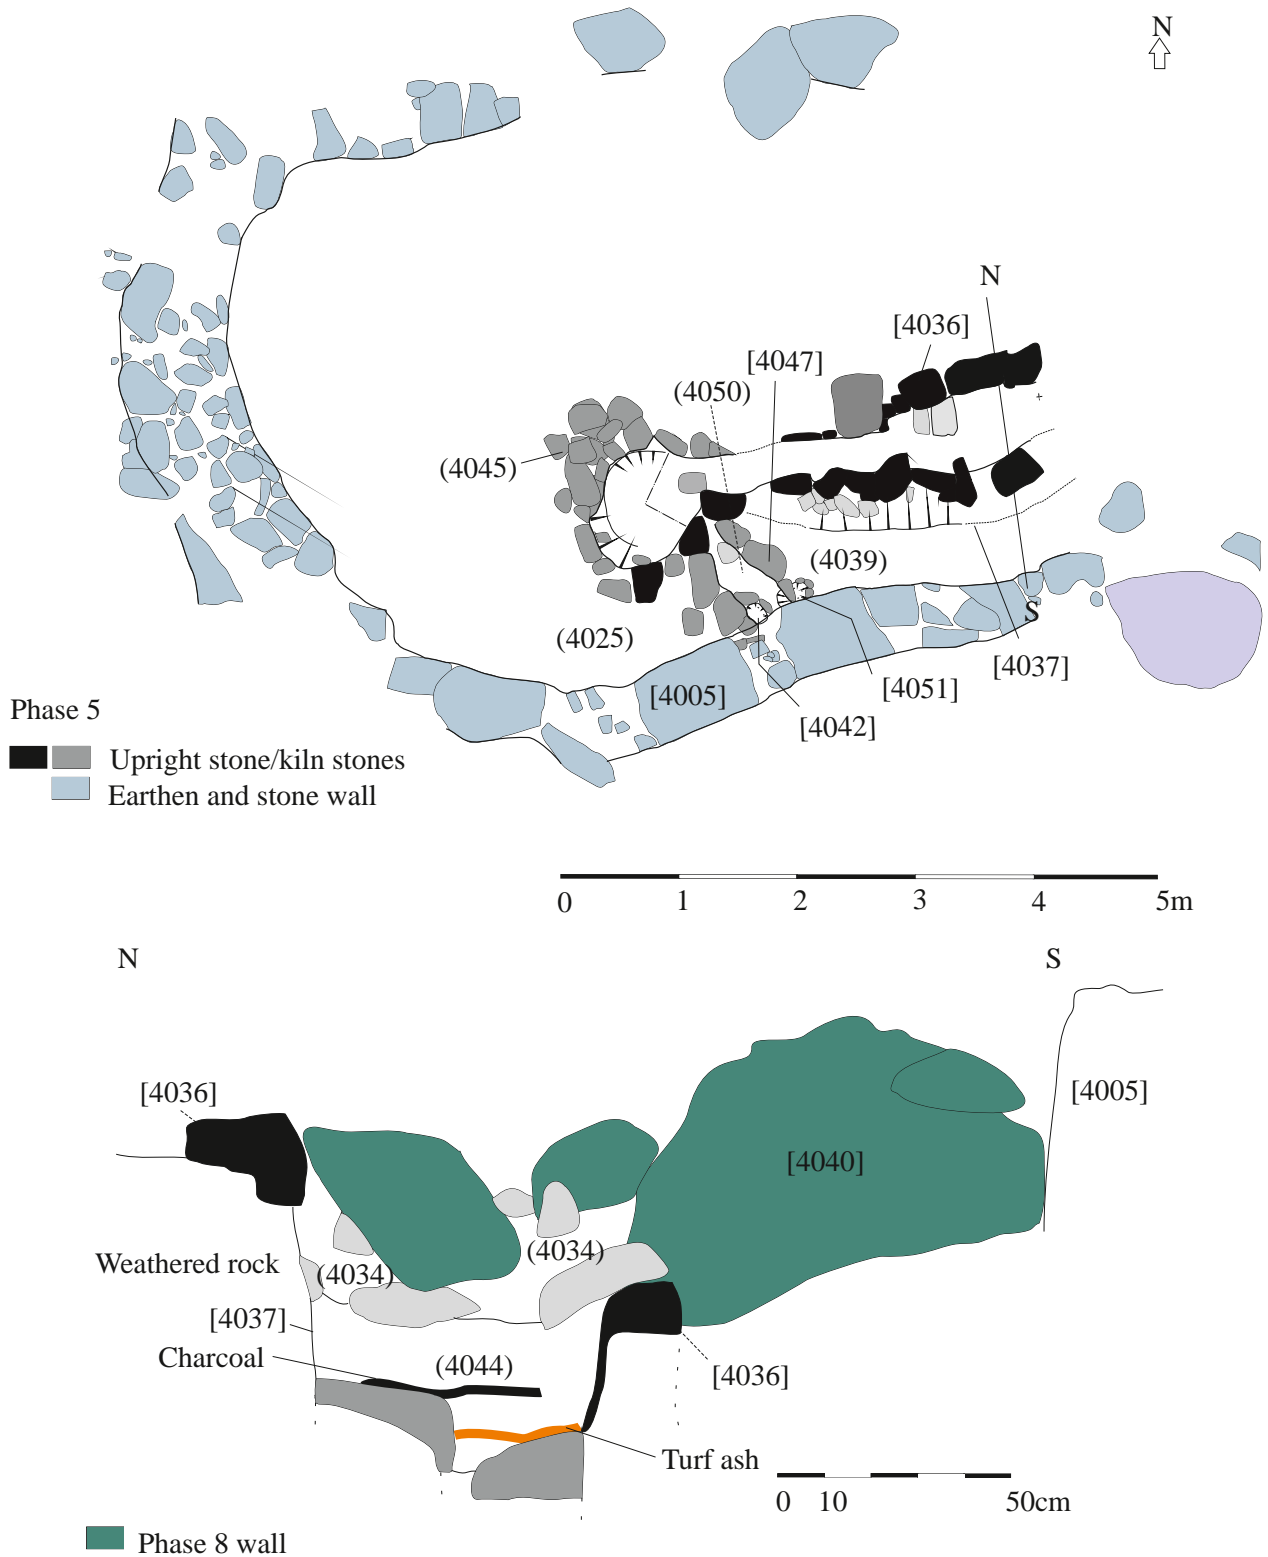 N
N
[4036]
[4047]
(4050)
(4045)
(4039)
S
(4025)
[4037]
[4051]
[4005]
[4042]
Phase 5
Upright stone/kiln stones
Earthen and stone wall
0 1 2 3 4 5m
N S
[4036]
[4005]
[4040]
(4034)
Weathered rock
(4034)
[4037]
Charcoal
(4044)
[4036]
Turf ash
0 10 50cm
Phase 8 wall